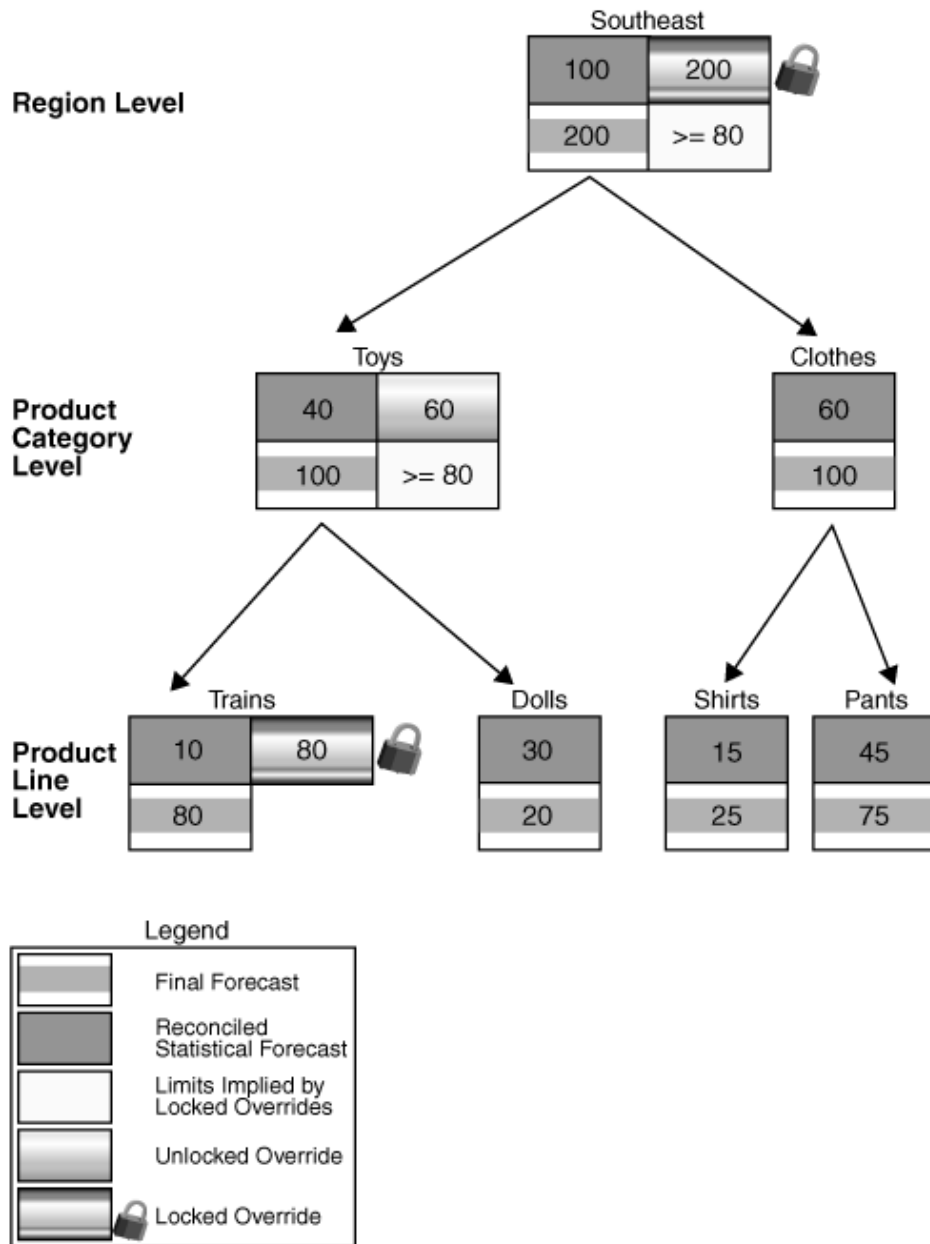 Southeast
100 200
Region Level
200 >= 80
Toys Clothes
40 60 60
Product
Category
Level
100 >= 80 100
Trains Dolls Shirts Pants
10 80 30 15 45
Product
Line
Level
80 20 25 75
Legend
Final Forecast
Reconciled
Statistical Forecast
Limits Implied by
Locked Overrides
Unlocked Override
Locked Override